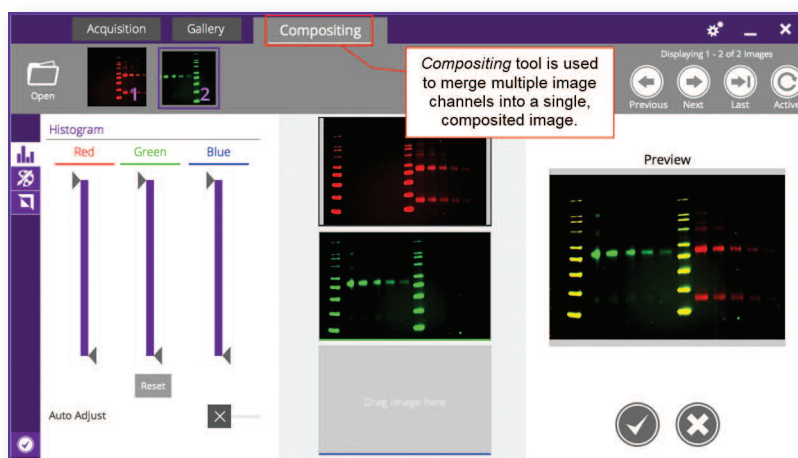 Acquisition
Gallery
Compositing
Compositing tool is used
to merge multiple image
channels into a single,
composited image.
Displaying 1 - 2 of 2 Images
Open
1
2
Previous
Next
Last
Active
Histogram
Red
Green
Blue
Reset
Auto Adjust
Drag image here
Preview